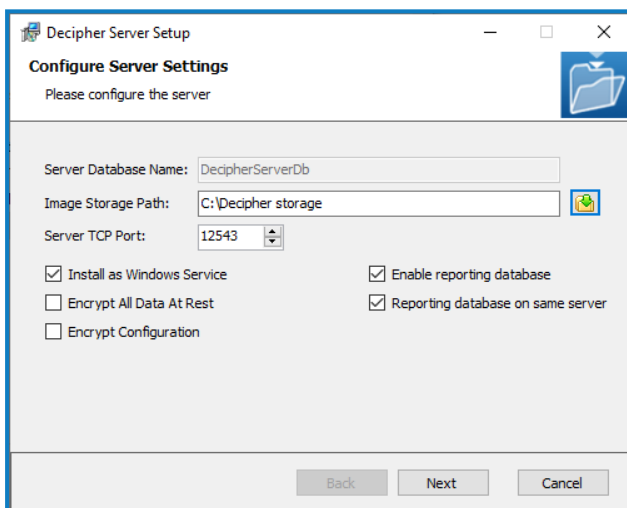 Decipher Server Setup
Configure Server Settings
Please configure the server
Server Database Name: DecipherServerDb
Image Storage Path: C:\Decipher storage
Server TCP Port: 12543
Install as Windows Service
Enable reporting database
Encrypt All Data At Rest
Reporting database on same server
Encrypt Configuration
Back
Next
Cancel